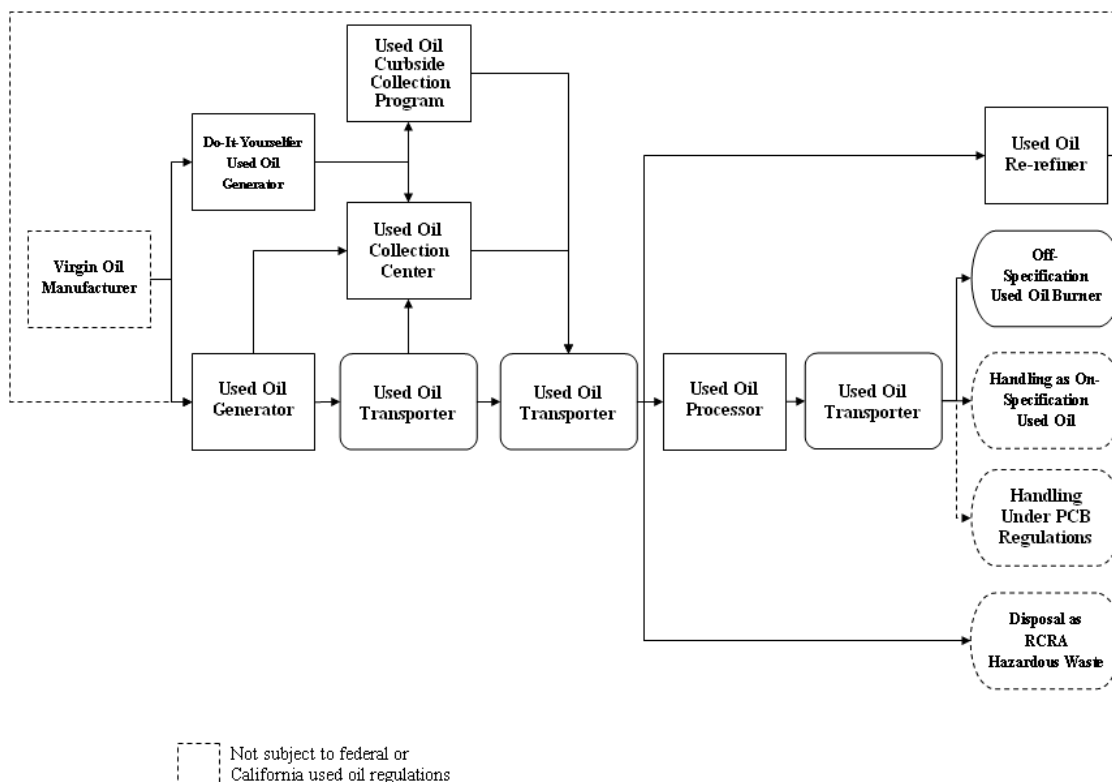 Used Oil
Curbside
Collection
Program
Do-It-Yourselfer
Used Oil
Generator
Used Oil
Re-refiner
Used Oil
Collection
Center
Virgin Oil
Manufacturer
Off-
Specification
Used Oil Burner
Used Oil
Generator
Used Oil
Transporter
Used Oil
Transporter
Used Oil
Processor
Used Oil
Transporter
Handling as On-
Specification
Used Oil
Handling
Under PCB
Regulations
Disposal as
RCRA
Hazardous Waste
Not subject to federal or
California used oil regulations